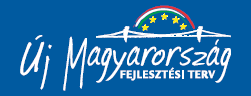 Új Magyarország
FEJLESZTÉSI TERV